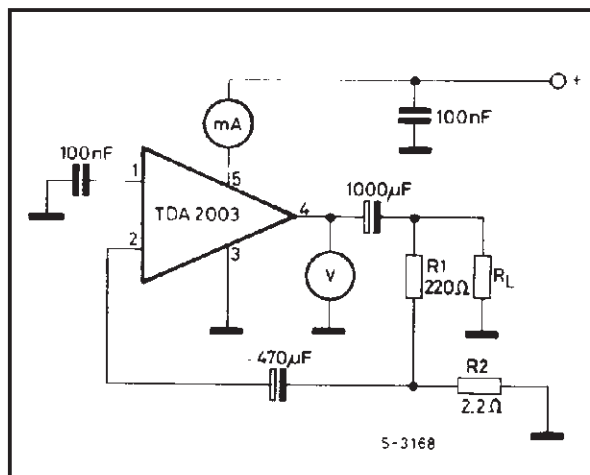 +
mA
100nF
100nF
1
5
1000µF
TDA 2003
4
2
3
V
R1
220Ω
RL
470µF
R2
2.2Ω
S-3168